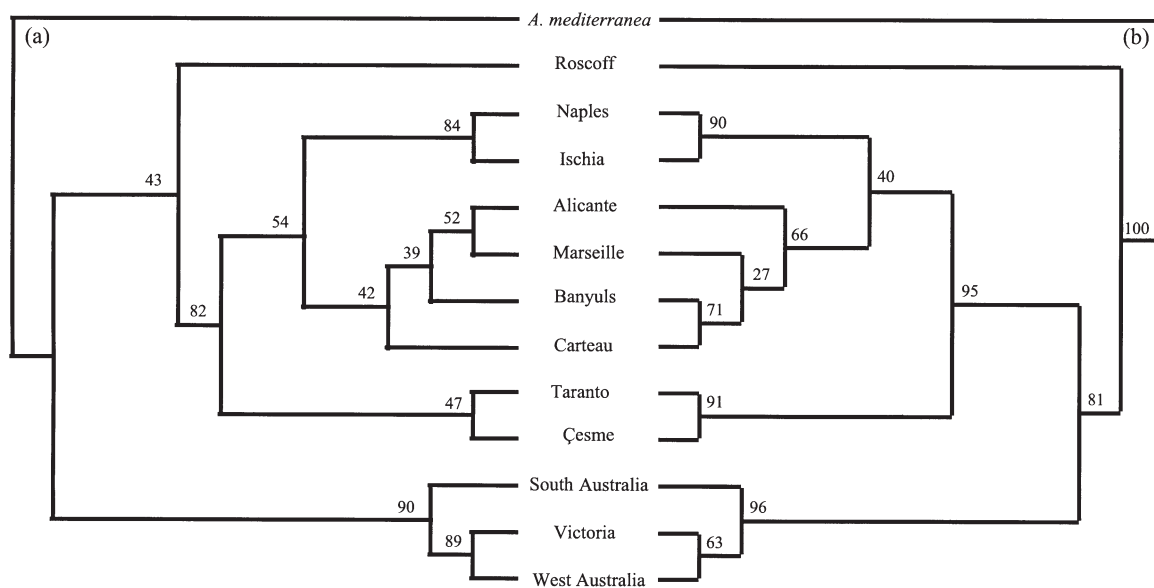 A. mediterranea
(a)
(b)
Roscoff
Naples
84
90
Ischia
43
40
Alicante
52
54
66
100
Marseille
39
27
Banyuls
42
71
95
82
Carteau
Taranto
47
91
81
Çesme
South Australia
90
96
Victoria
89
63
West Australia